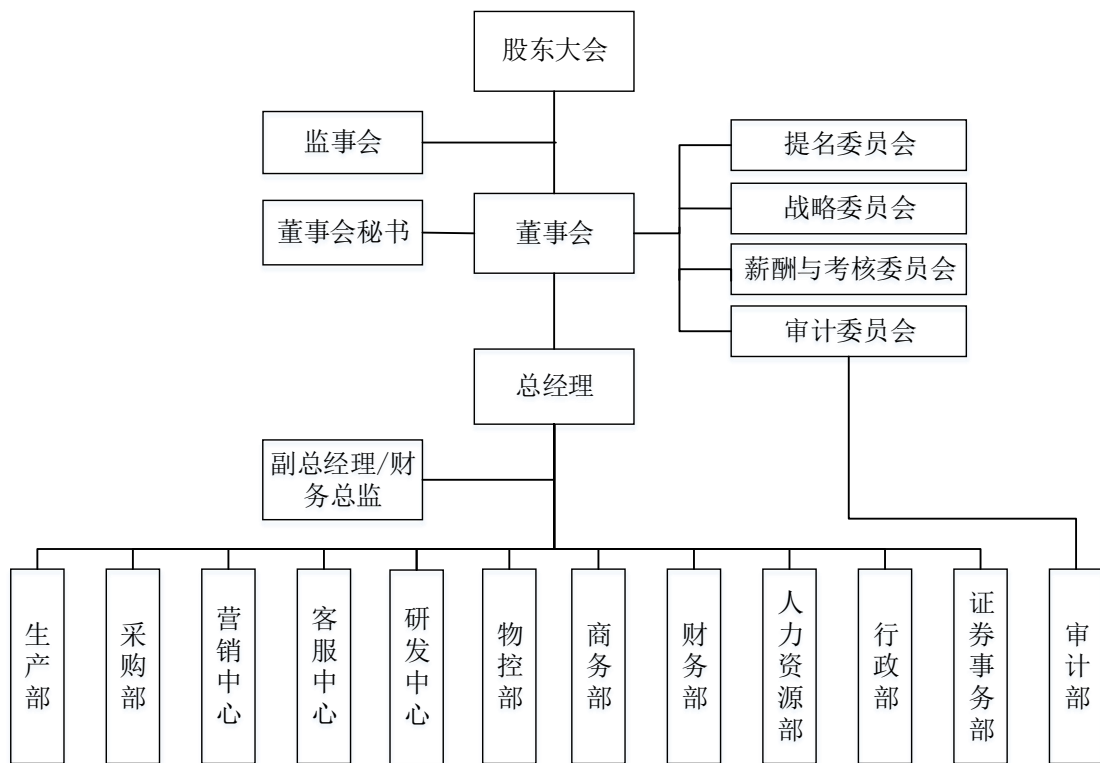 股东大会
监事会
提名委员会
战略委员会
董事会秘书
董事会
薪酬与考核委员会
审计委员会
总经理
副总经理/财
务总监
生产部
采购部
营销中心
客服中心
研发中心
物控部
商务部
财务部
人力资源部
行政部
证券事务部
审计部